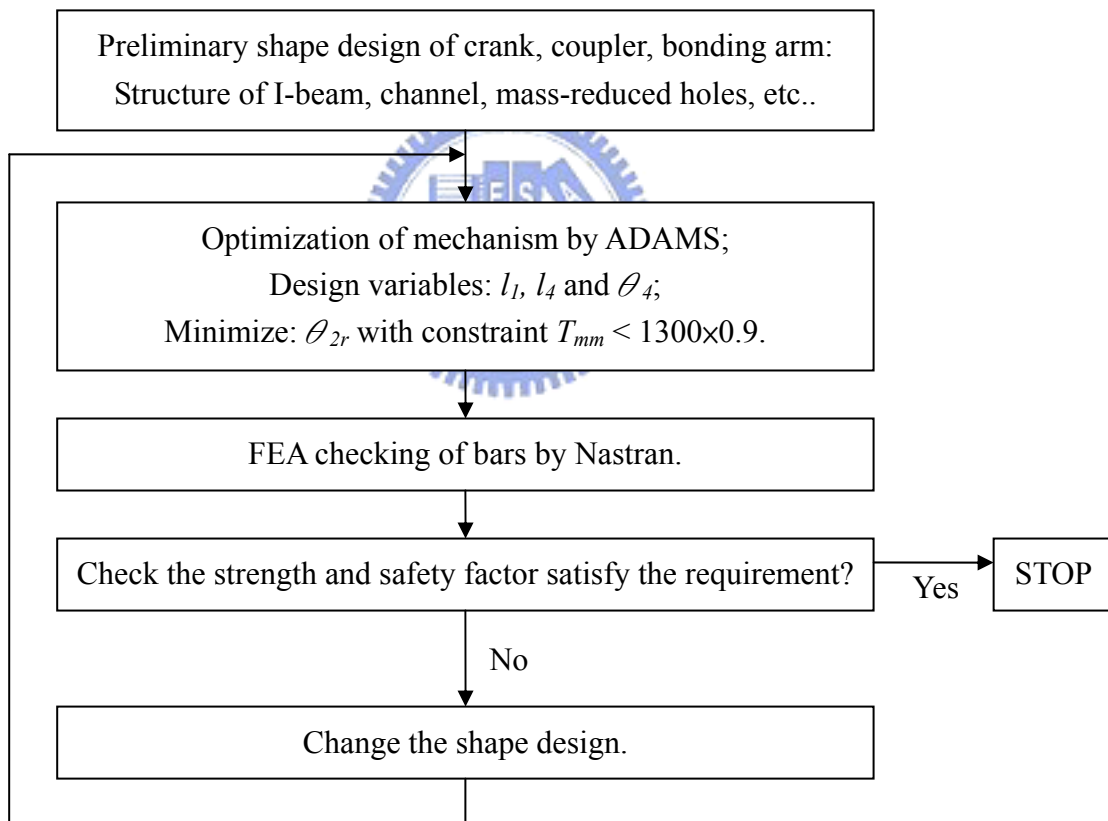 Preliminary shape design of crank, coupler, bonding arm:
Structure of I-beam, channel, mass-reduced holes, etc..
E S A
Optimization of mechanism by ADAMS;
Design variables: l₁, l₄ and θ₄;
Minimize: θ₂ᵣ with constraint Tₘₘ < 1300×0.9.
FEA checking of bars by Nastran.
Check the strength and safety factor satisfy the requirement?
Yes
STOP
No
Change the shape design.